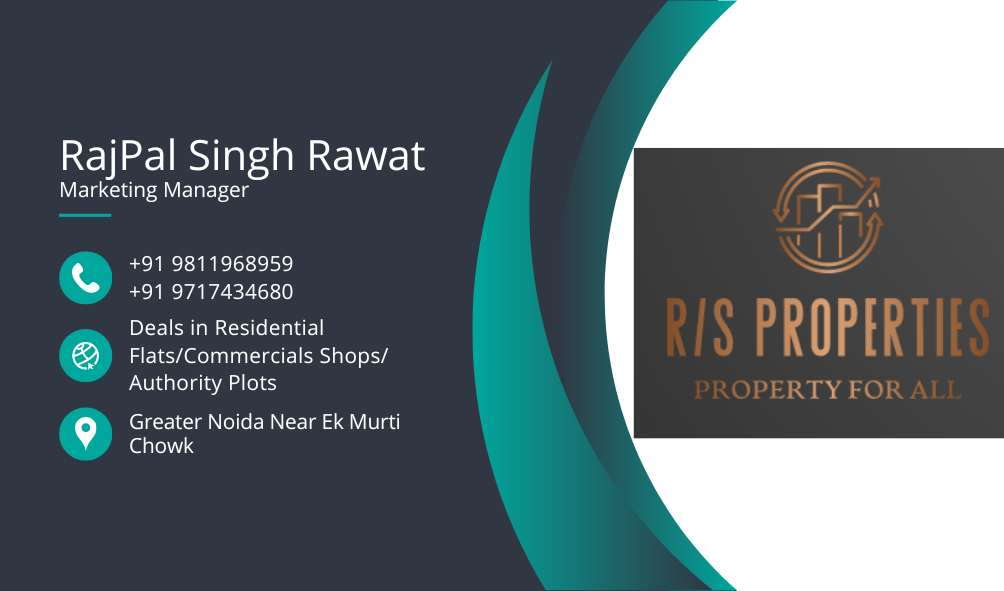 RajPal Singh Rawat
Marketing Manager
+91 9811968959
+91 9717434680
Deals in Residential
Flats/Commercials Shops/
Authority Plots
Greater Noida Near Ek Murti
Chowk
R/S PROPERTIES
PROPERTY FOR ALL